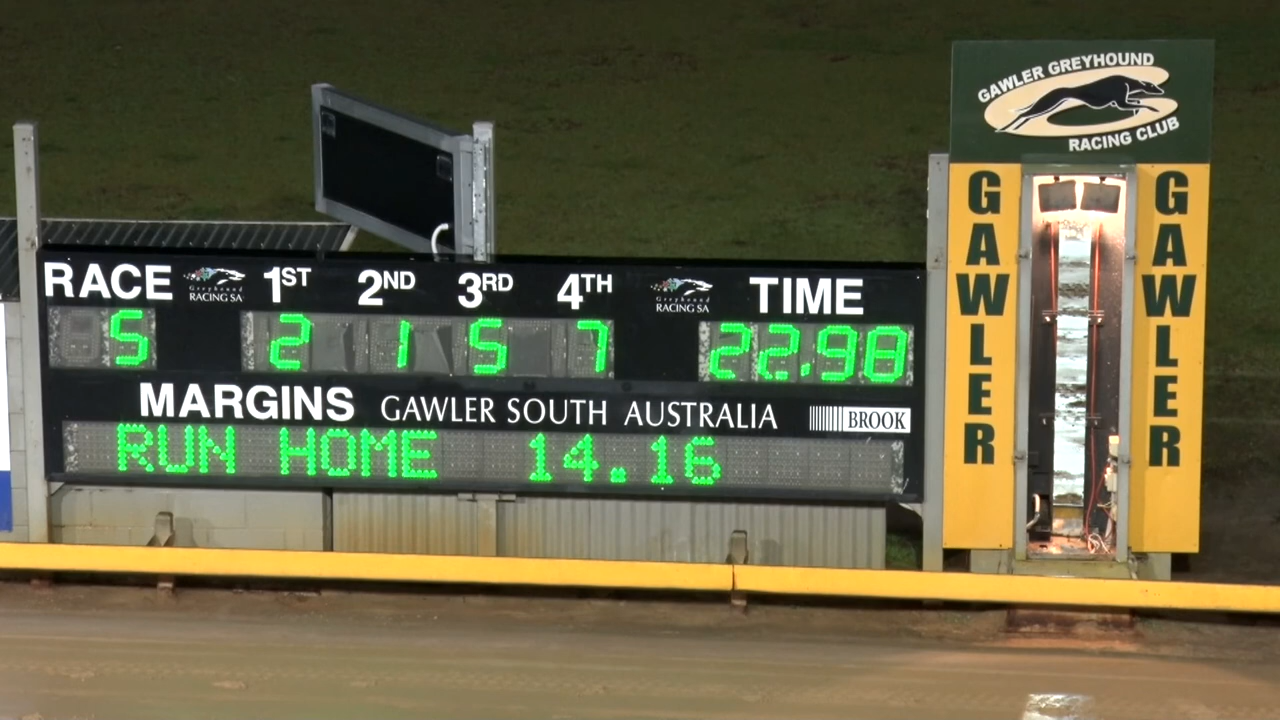 GAWLER GREYHOUND
RACING CLUB
GAWLER
GAWLER
RACE
Greyhound
RACING SA
1ST 2ND 3RD 4TH
Greyhound
RACING SA
TIME
5 2 1 5 7 22.98
MARGINS GAWLER SOUTH AUSTRALIA BROOK
RUN HOME 14.16